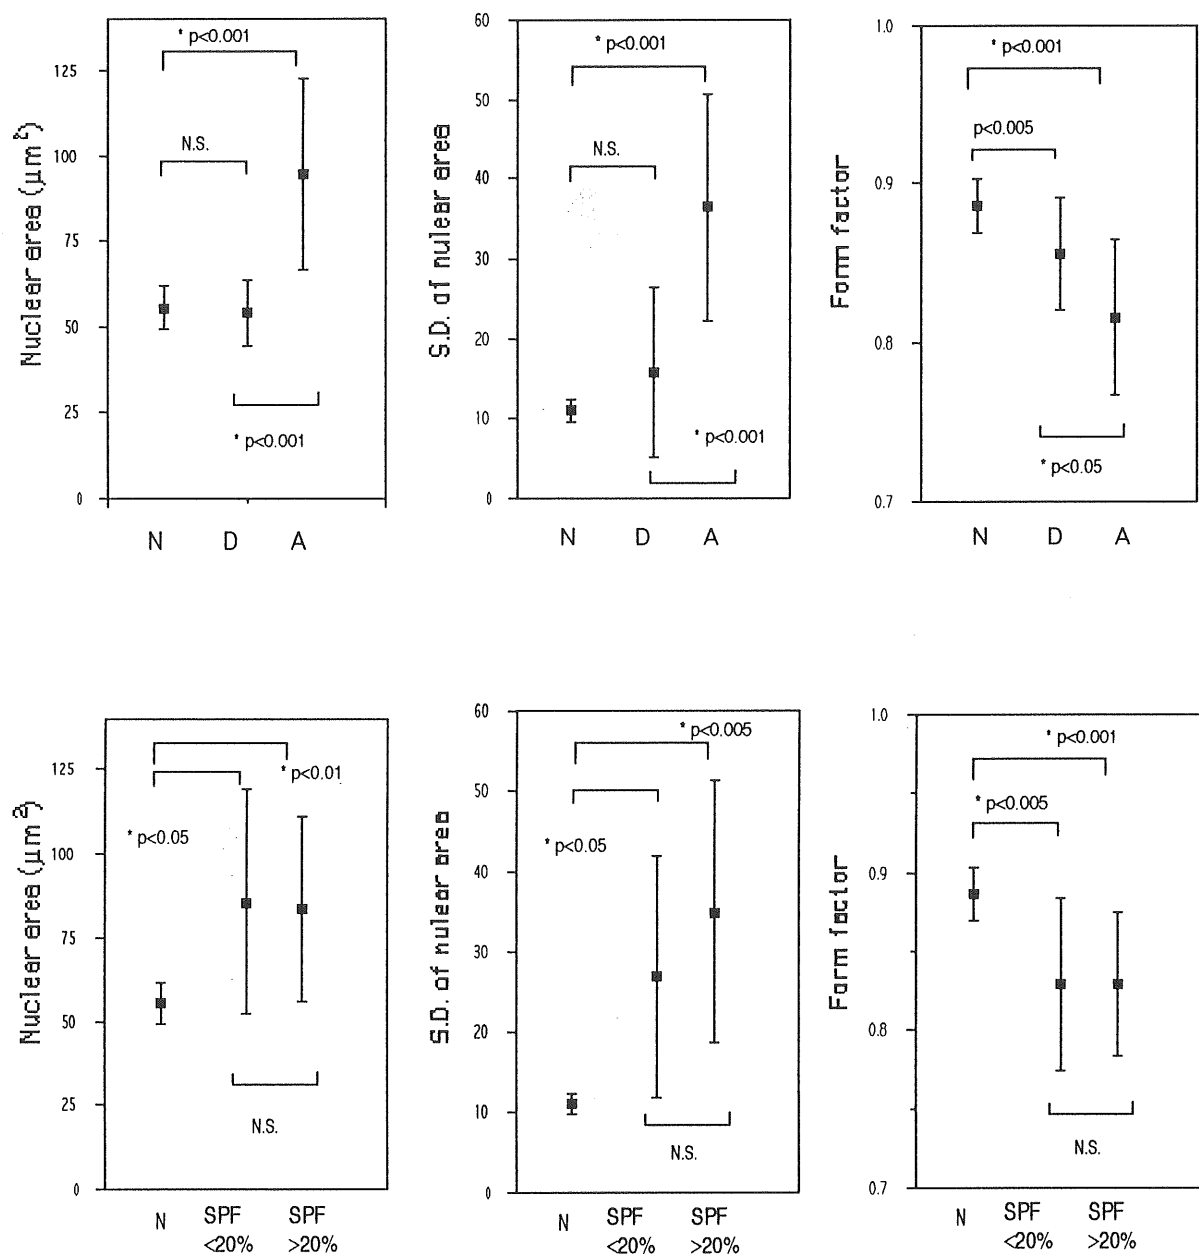 Nuclear area (µm²)
125
100
75
50
25
0
* p<0.001
N.S.
* p<0.001
N D A
S.D. of nulear area
60
50
40
30
20
10
0
* p<0.001
N.S.
* p<0.001
N D A
Form factor
1.0
0.9
0.8
0.7
* p<0.001
p<0.005
* p<0.05
N D A
Nuclear area (µm²)
125
100
75
50
25
0
* p<0.01
* p<0.05
N.S.
N SPF SPF
<20% >20%
S.D. of nulear area
60
50
40
30
20
10
0
* p<0.005
* p<0.05
N.S.
N SPF SPF
<20% >20%
Form factor
1.0
0.9
0.8
0.7
* p<0.001
* p<0.005
N.S.
N SPF SPF
<20% >20%